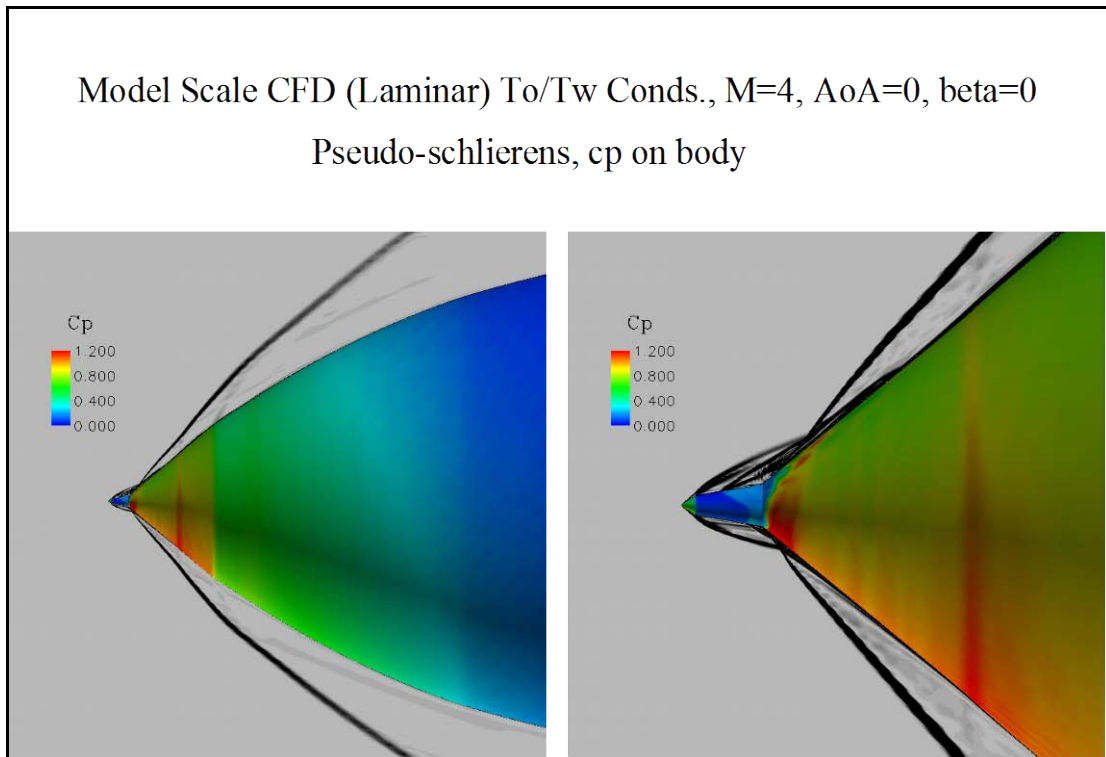 Model Scale CFD (Laminar) To/Tw Conds., M=4, AoA=0, beta=0
Pseudo-schlierens, cp on body
Cp
1.200
0.800
0.400
0.000
Cp
1.200
0.800
0.400
0.000